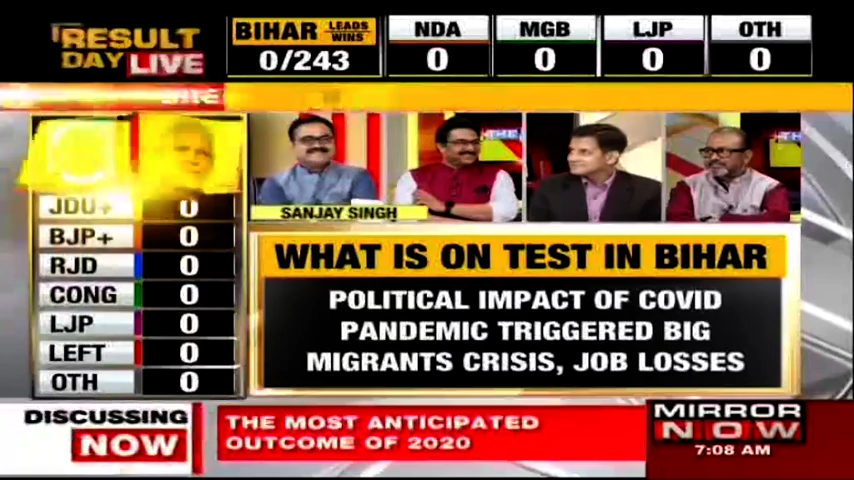 RESULT
DAY LIVE
BIHAR LEADS WINS
0/243
NDA
0
MGB
0
LJP
0
OTH
0
SANJAY SINGH
JDU+ 0
BJP+ 0
RJD 0
CONG 0
LJP 0
LEFT 0
OTH 0
WHAT IS ON TEST IN BIHAR
POLITICAL IMPACT OF COVID
PANDEMIC TRIGGERED BIG
MIGRANTS CRISIS, JOB LOSSES
DISCUSSING
NOW
THE MOST ANTICIPATED
OUTCOME OF 2020
MIRROR
NOW
7:08 AM